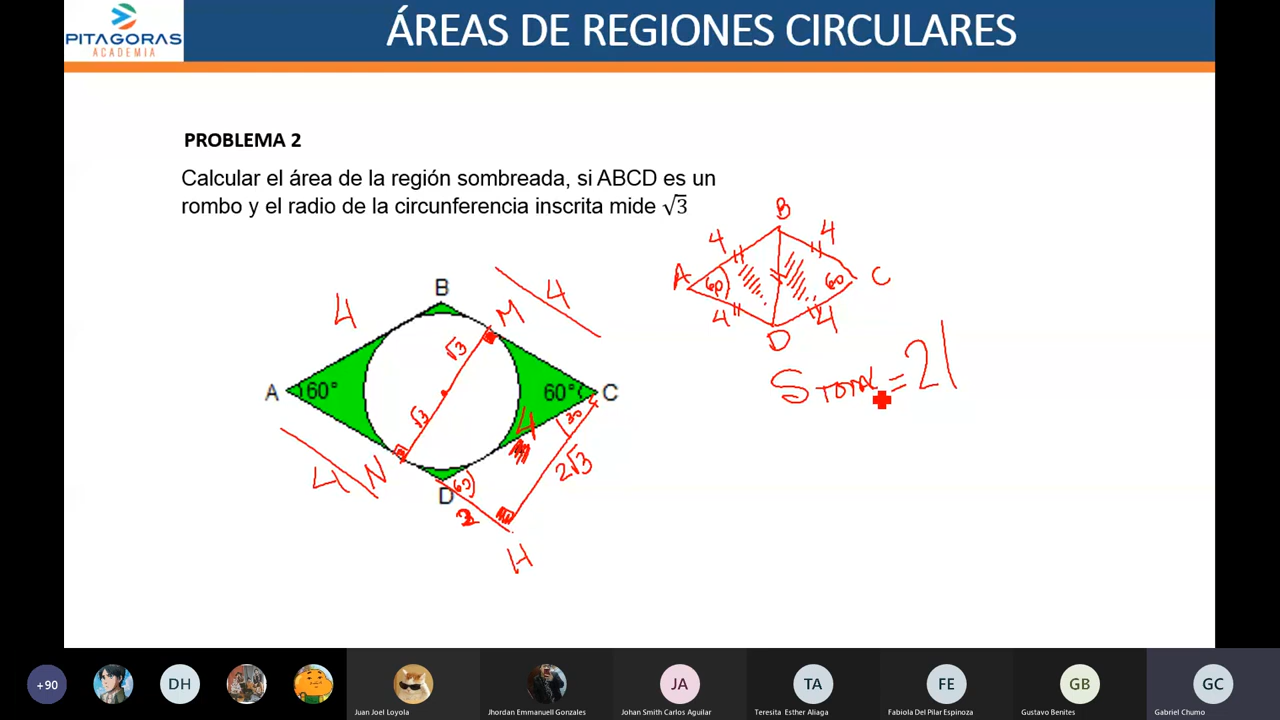 PITAGORAS
ACADEMIA
ÁREAS DE REGIONES CIRCULARES
PROBLEMA 2
Calcular el área de la región sombreada, si ABCD es un
rombo y el radio de la circunferencia inscrita mide √3
B
4
4
A
60
60
C
4
4
D
S TOTAL = 2
B
M
4
4
√3
A
60°
60°
C
√3
4
30
4
N
D
60
2√3
2
H
+90
DH
JA
TA
FE
GB
GC
Juan Joel Loyola
Jhordan Emmanuell Gonzales
Johan Smith Carlos Aguilar
Teresita Esther Aliaga
Fabiola Del Pilar Espinoza
Gustavo Benites
Gabriel Chumo